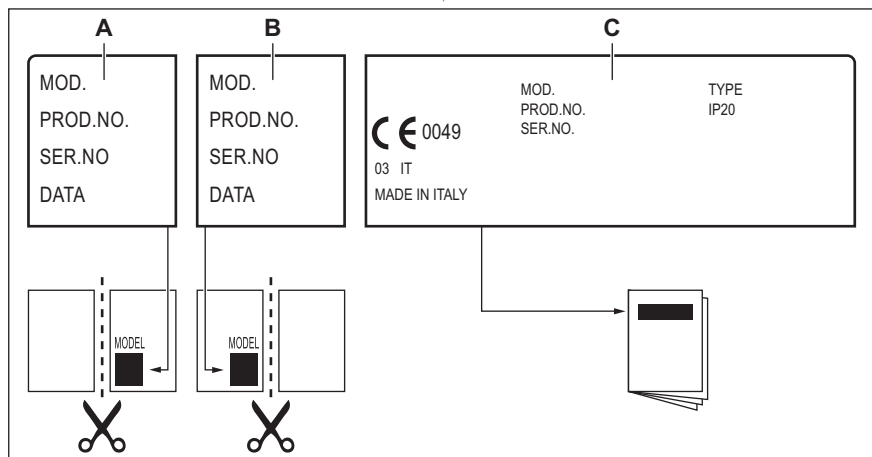 A
B
C
MOD.
PROD.NO.
SER.NO
DATA
MOD.
PROD.NO.
SER.NO
DATA
MOD.
PROD.NO.
SER.NO.
TYPE
IP20
CE 0049
03 IT
MADE IN ITALY
MODEL
MODEL